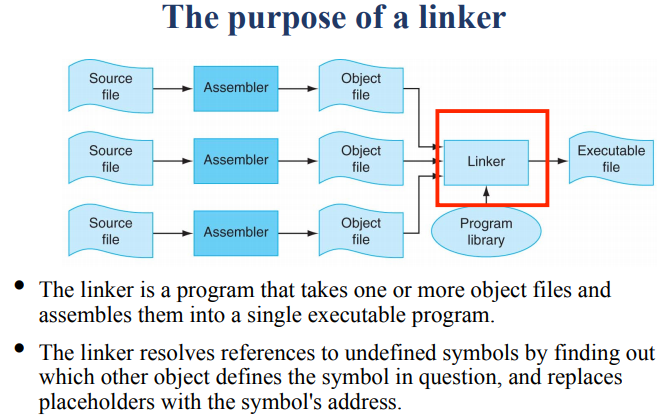 The purpose of a linker
Source
file
Assembler
Object
file
Source
file
Assembler
Object
file
Linker
Executable
file
Source
file
Assembler
Object
file
Program
library
• The linker is a program that takes one or more object files and
assembles them into a single executable program.
• The linker resolves references to undefined symbols by finding out
which other object defines the symbol in question, and replaces
placeholders with the symbol's address.